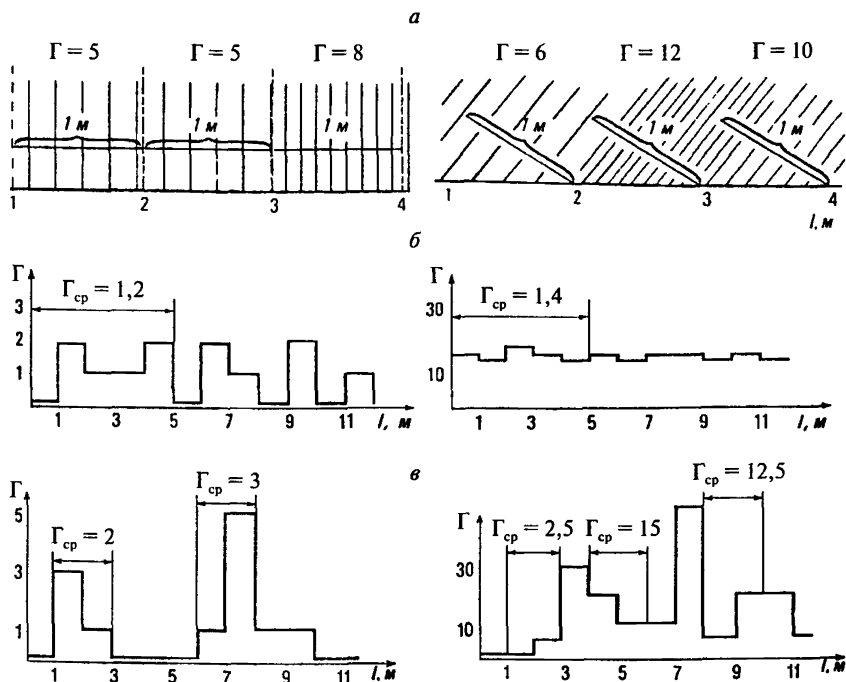 а
Г = 5 Г = 5 Г = 8 Г = 6 Г = 12 Г = 10
1 м 1 м 1 м 1 м 1 м 1 м
1 2 3 4 1 2 3 4
l, м
б
Г Г
Гср = 1,2 Гср = 1,4
3 30
2
1 10
1 3 5 7 9 11 l, м 1 3 5 7 9 11 l, м
в
Г Гср = 3 Гср = 12,5
5 Г
Гср = 2 Гср = 2,5 Гср = 15
3 30
1 10
1 3 5 7 9 11 l, м 1 3 5 7 9 11 l, м